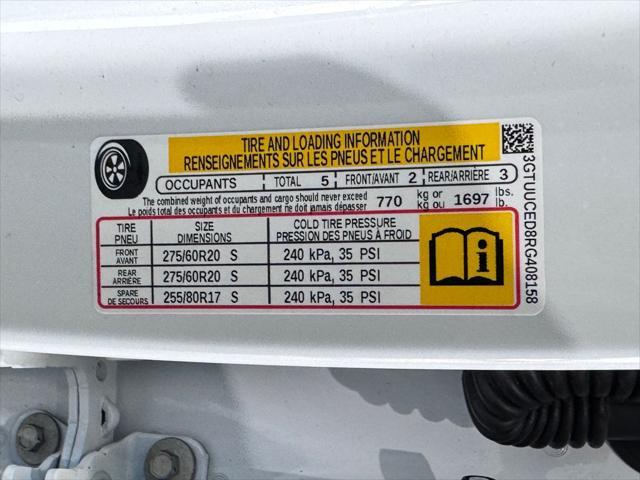 TIRE AND LOADING INFORMATION
RENSEIGNEMENTS SUR LES PNEUS ET LE CHARGEMENT
OCCUPANTS TOTAL 5 FRONT/AVANT 2 REAR/ARRIÈRE 3
The combined weight of occupants and cargo should never exceed 770 kg or 1697 lbs.
Le poids total des occupants et du chargement ne doit jamais dépasser kg ou lb.
TIRE SIZE COLD TIRE PRESSURE
PNEU DIMENSIONS PRESSION DES PNEUS À FROID
FRONT
AVANT 275/60R20 S 240 kPa, 35 PSI
REAR
ARRIÈRE 275/60R20 S 240 kPa, 35 PSI
SPARE
DE SECOURS 255/80R17 S 240 kPa, 35 PSI
3GTUUGED8RG408158